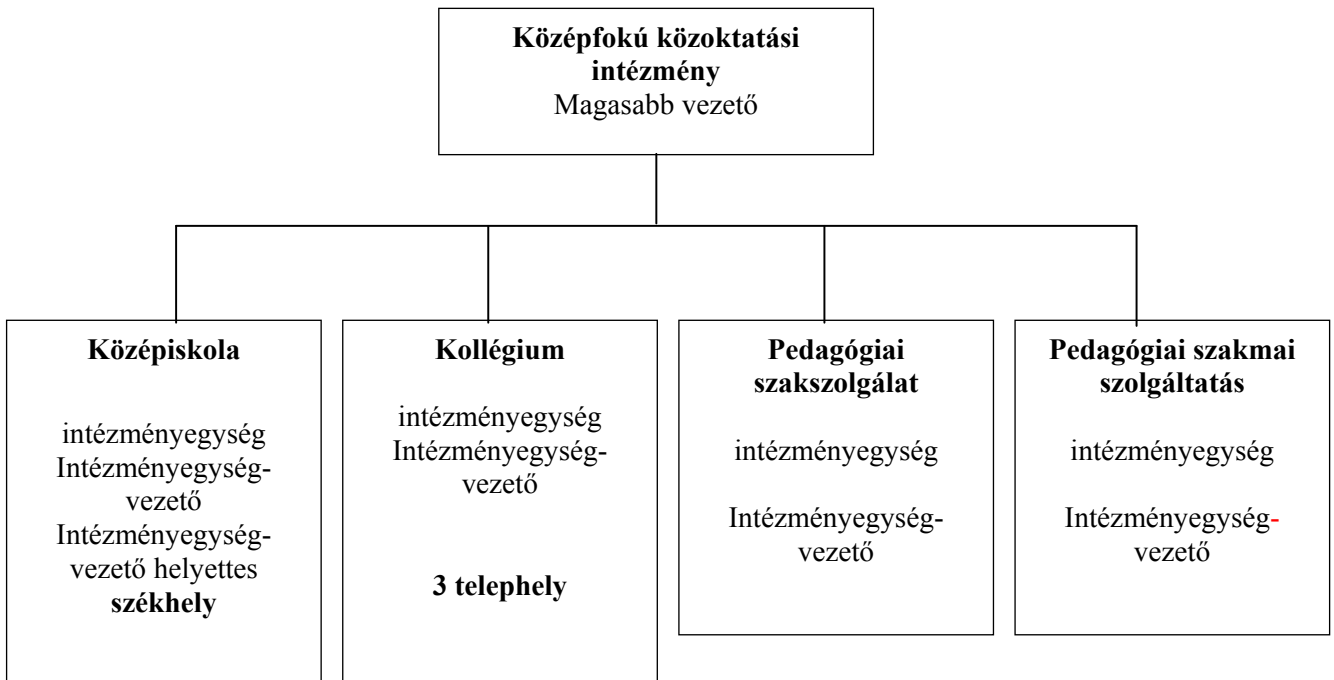 Középfokú közoktatási
intézmény
Magasabb vezető
Középiskola
intézményegység
Intézményegység-
vezető
Intézményegység-
vezető helyettes
székhely
Kollégium
intézményegység
Intézményegység-
vezető
3 telephely
Pedagógiai
szakszolgálat
intézményegység
Intézményegység-
vezető
Pedagógiai szakmai
szolgáltatás
intézményegység
Intézményegység-
vezető